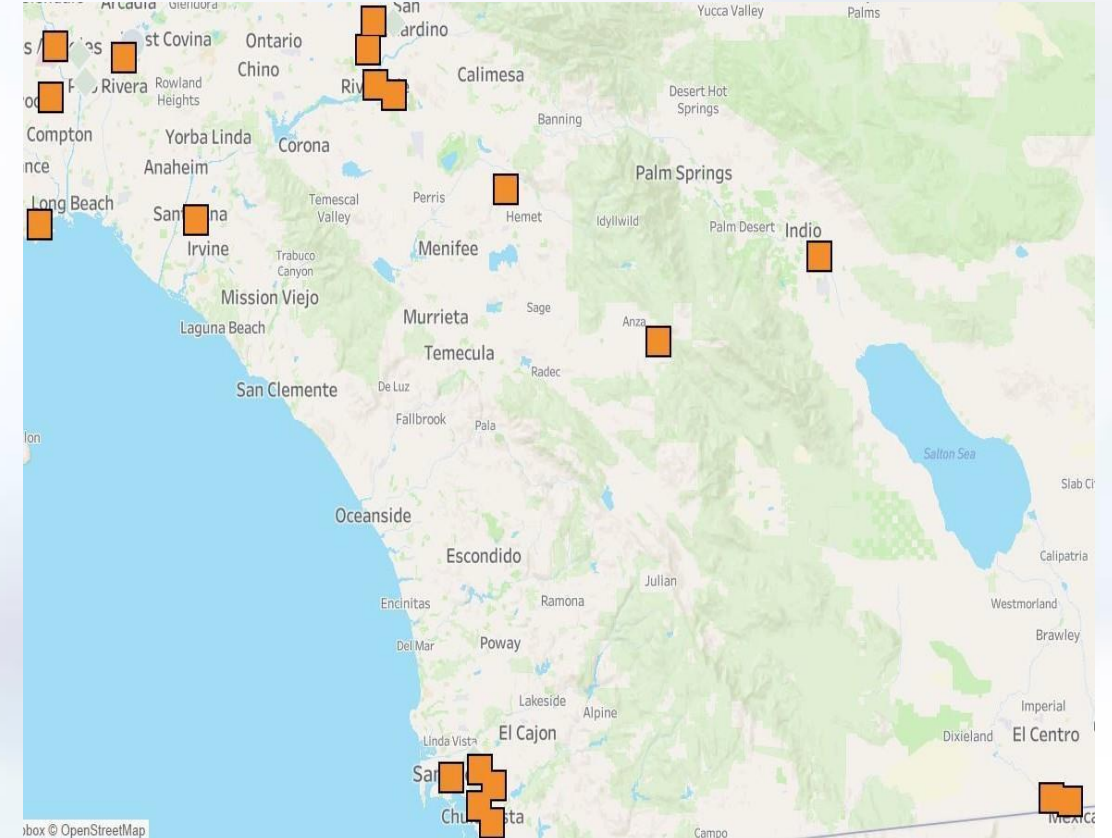 Arcadia
Glendora
San
Yucca Valley
Palms
st Covina
Ontario
Chino
Calimesa
Rivera
Rowland
Heights
Desert Hot
Springs
Compton
Yorba Linda
Corona
Banning
Anaheim
Palm Springs
Long Beach
Temescal
Valley
Perris
Hemet
Idyllwild
Palm Desert
Indio
Irvine
Trabuco
Canyon
Menifee
Mission Viejo
Laguna Beach
Murrieta
Sage
Anza
Temecula
Radec
San Clemente
De Luz
Fallbrook
Pala
Salton Sea
Slab Ci
Oceanside
Escondido
Calipatria
Julian
Encinitas
Ramona
Westmorland
Del Mar
Poway
Brawley
Lakeside
Alpine
Imperial
Linda Vista
El Cajon
Dixieland
El Centro
San
Chu sta
Mexica
box © OpenStreetMap
Campo